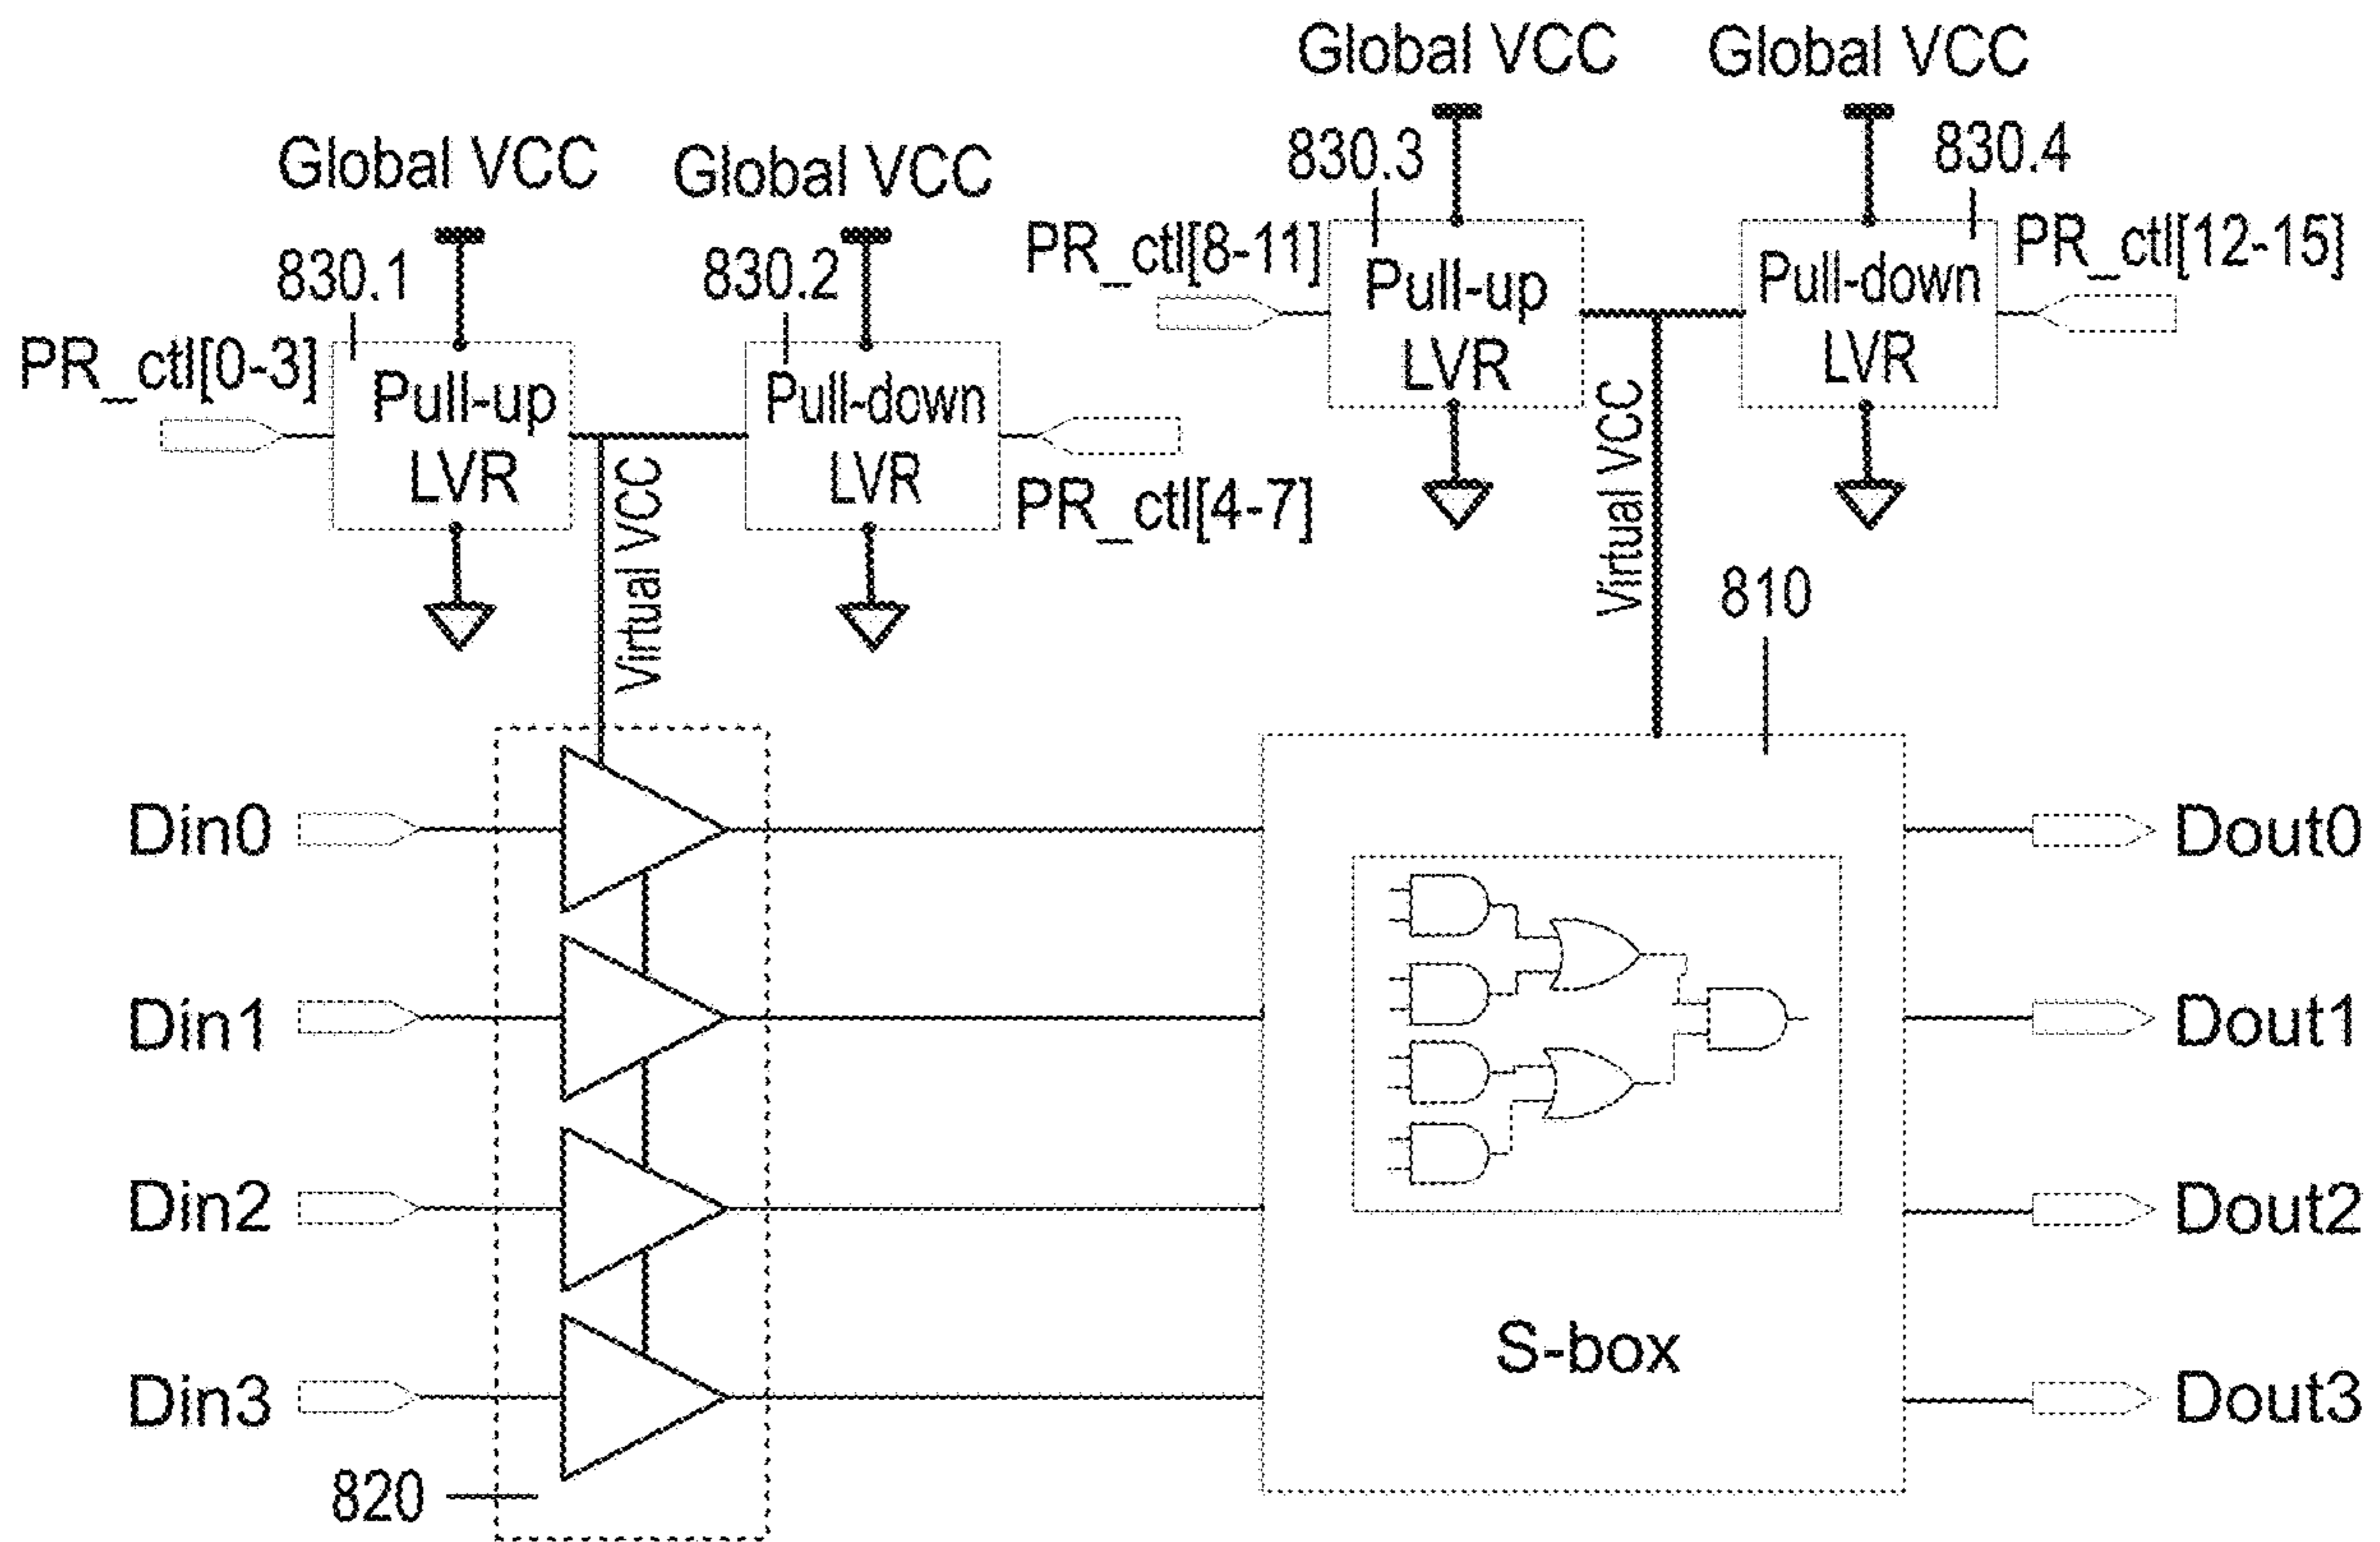 Global VCC
Global VCC
830.3
830.4
Global VCC
Global VCC
PR_ctl[8-11]
PR_ctl[12-15]
830.1
830.2
Pull-up
LVR
Pull-down
LVR
PR_ctl[0-3]
Pull-up
LVR
Pull-down
LVR
PR_ctl[4-7]
Virtual VCC
Virtual VCC
810
Din0
Dout0
Din1
Dout1
Din2
Dout2
S-box
Din3
Dout3
820